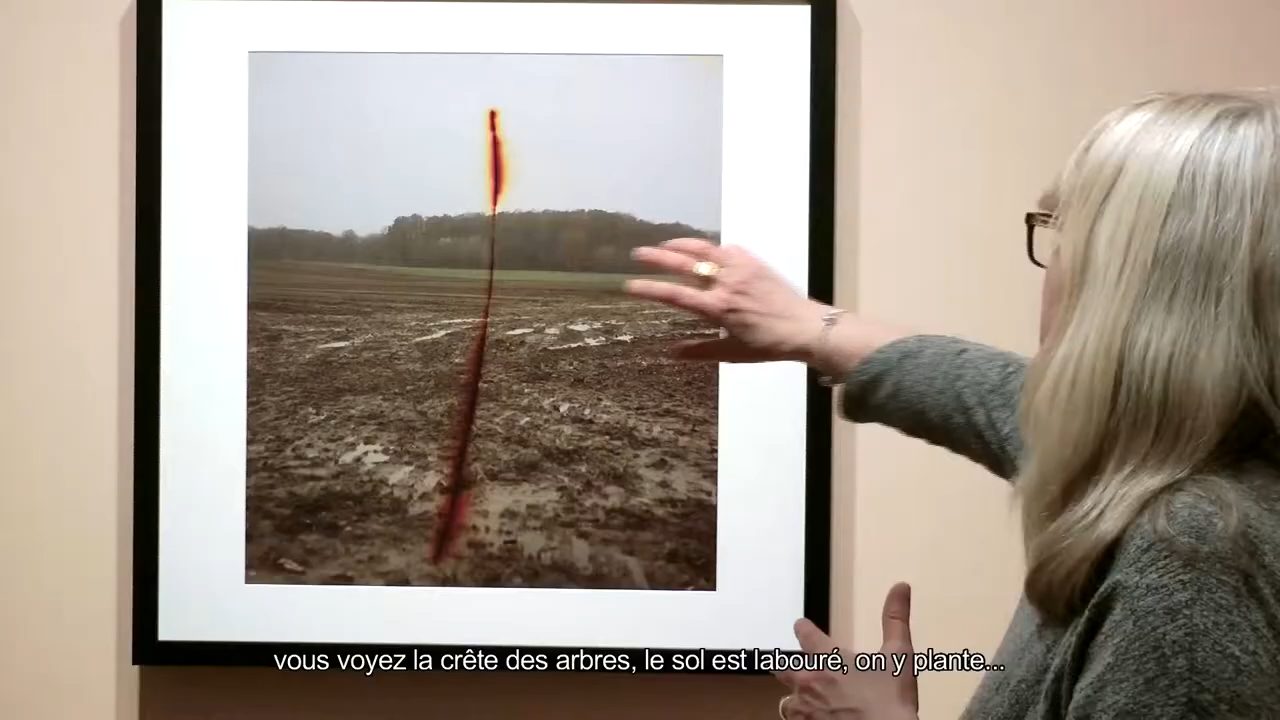 vous voyez la crête des arbres, le sol est labouré, on y plante...